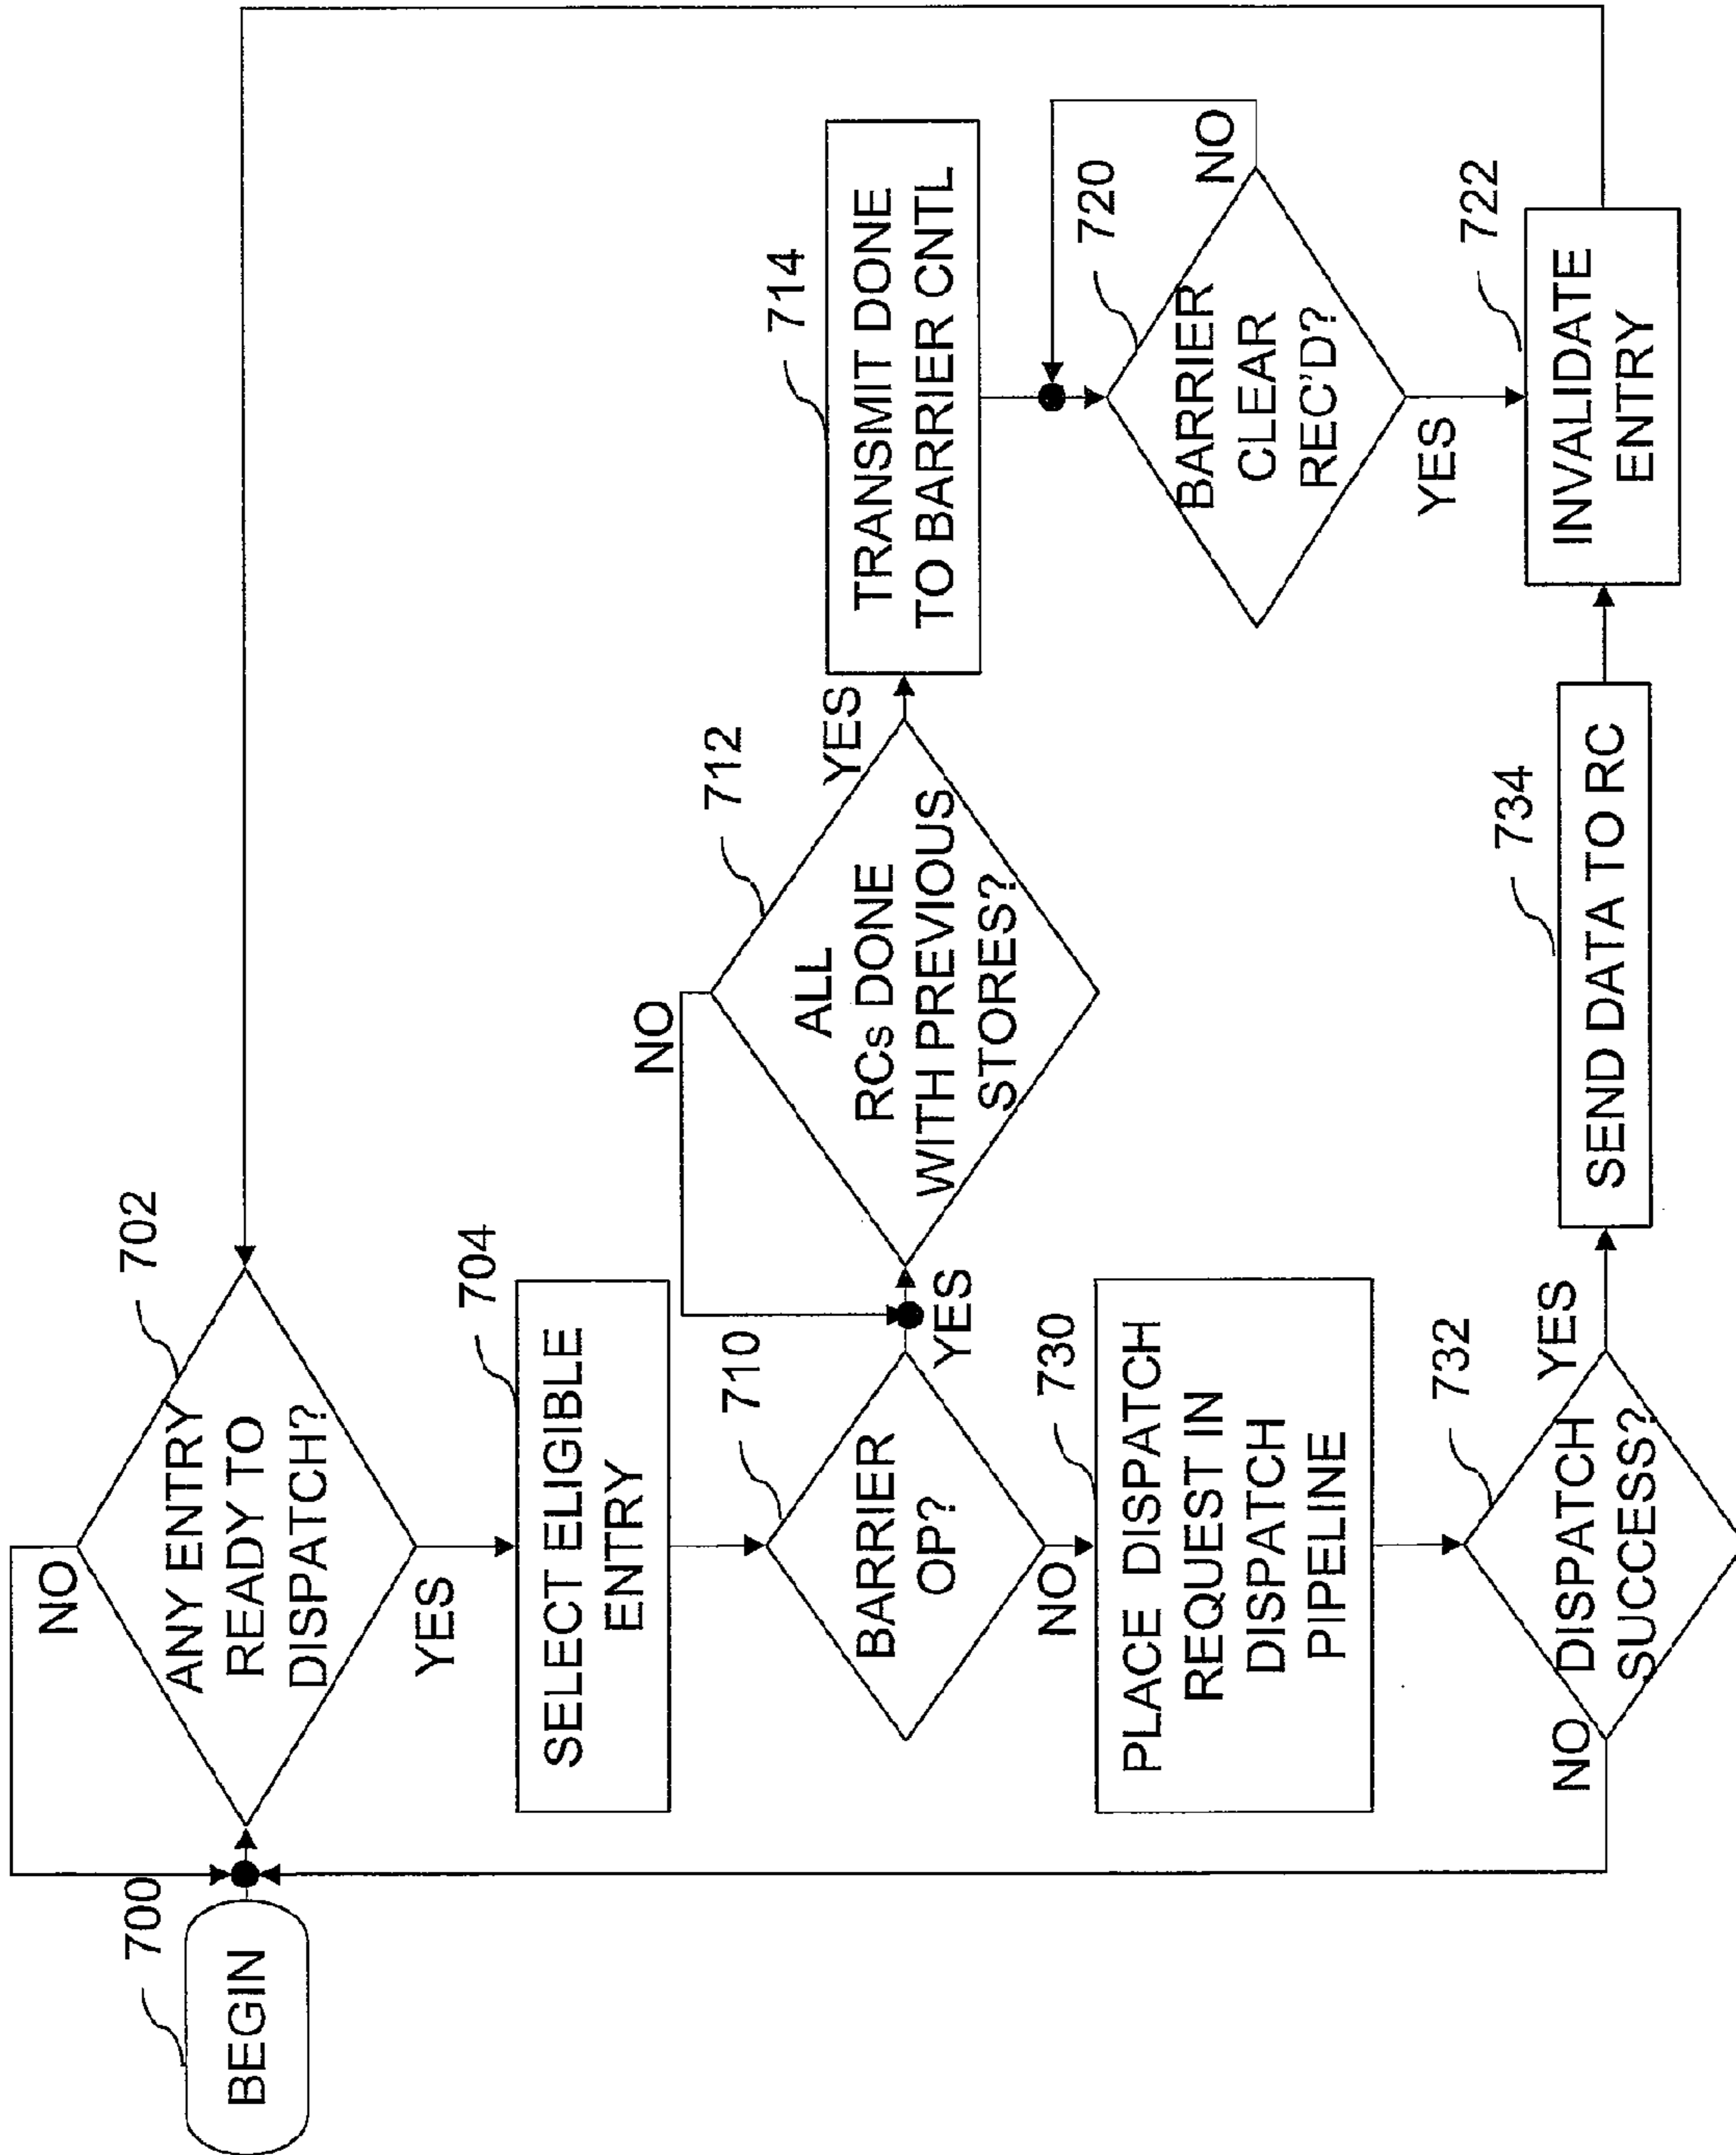 700
BEGIN
702
NO
ANY ENTRY
READY TO
DISPATCH?
YES
704
SELECT ELIGIBLE
ENTRY
710
BARRIER
OP?
YES
NO
712
NO
ALL
RCs DONE
WITH PREVIOUS
STORES?
YES
714
TRANSMIT DONE
TO BARRIER CNTL
720
NO
BARRIER
CLEAR
REC'D?
YES
722
INVALIDATE
ENTRY
730
PLACE DISPATCH
REQUEST IN
DISPATCH
PIPELINE
732
NO
DISPATCH
SUCCESS?
YES
734
SEND DATA TO RC